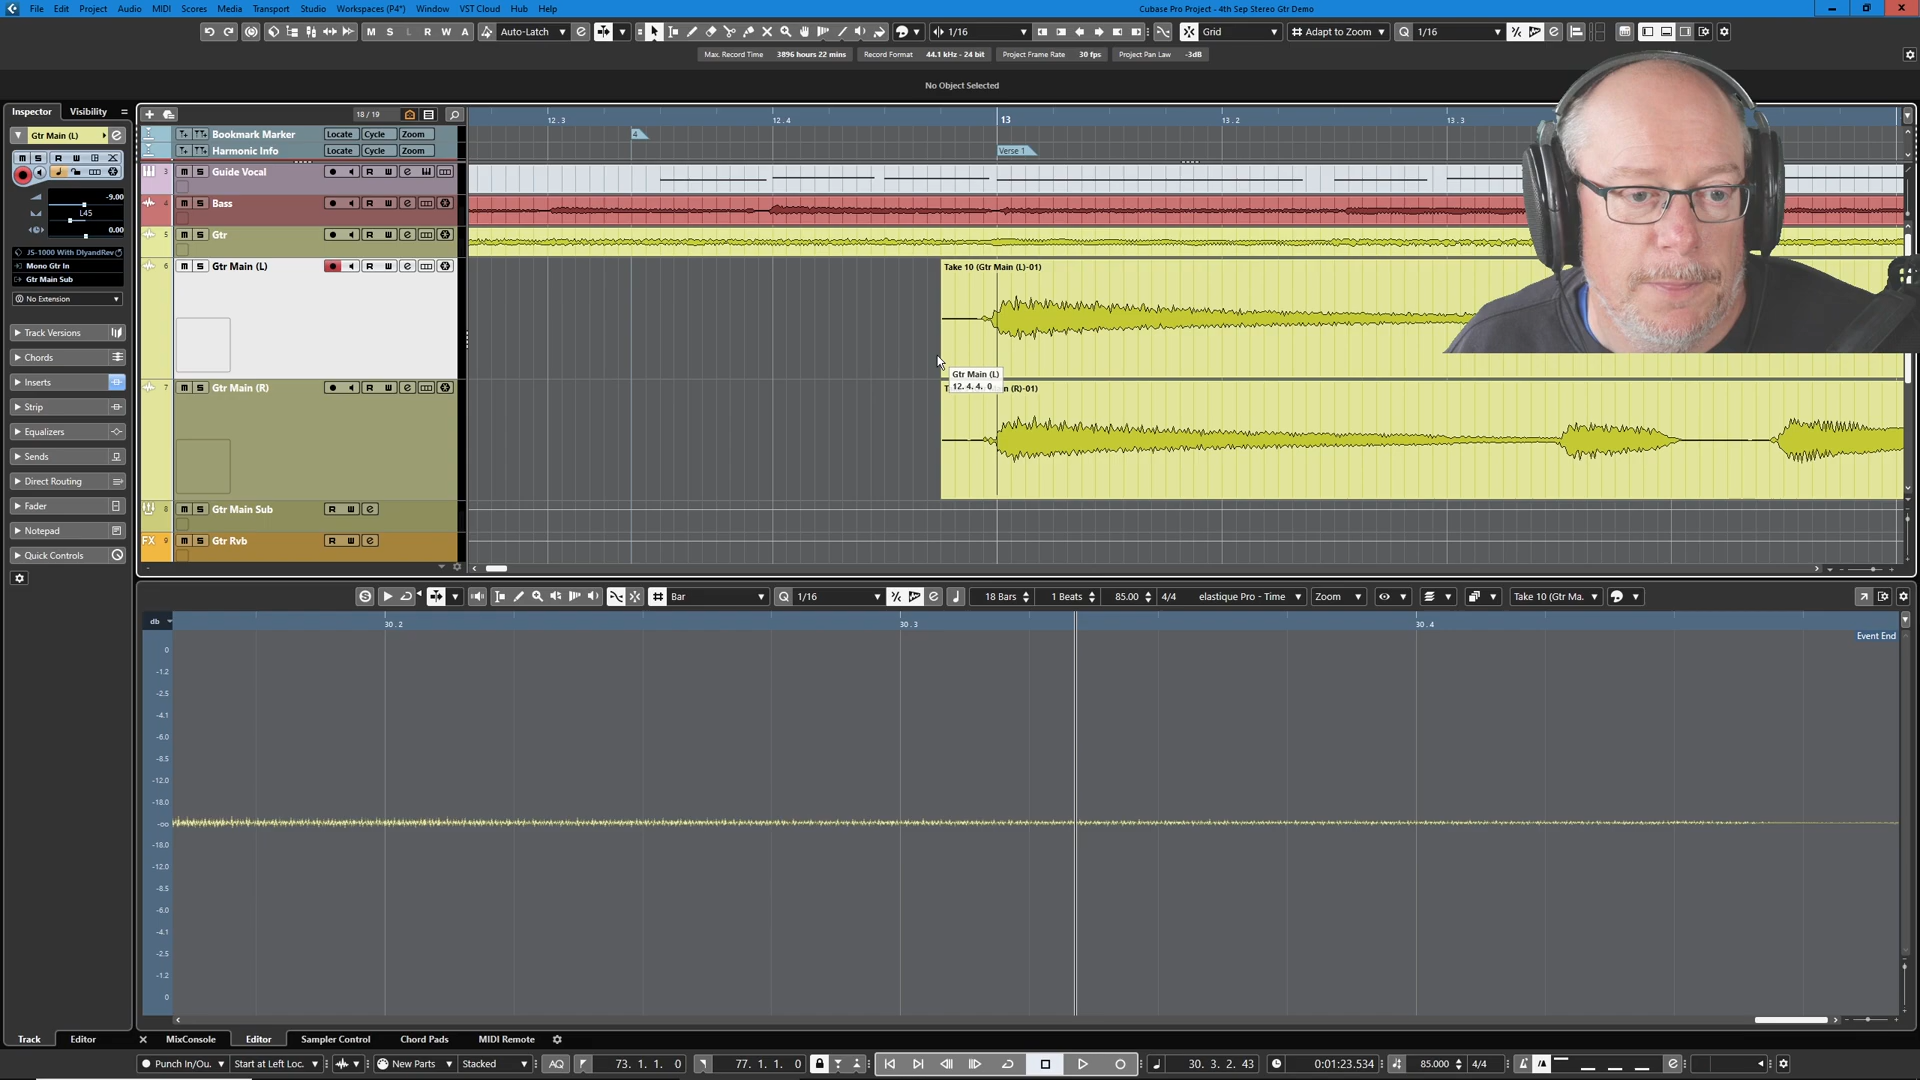 File Edit Project Audio MIDI Scores Media Transport Studio Workspaces (P4*) Window VST Cloud Hub Help
Cubase Pro Project - 4th Sep Stereo Gtr Demo
M S L R W A Auto-Latch 1/16 Grid Adapt to Zoom Q 1/16
Max. Record Time 3896 hours 22 mins Record Format 44.1 kHz - 24 bit Project Frame Rate 30 fps Project Pan Law -3dB
No Object Selected
Inspector Visibility
18 / 19
12.3 12.4 13 13.2 13.3
Gtr Main (L)
Bookmark Marker Locate Cycle Zoom
4
Harmonic Info Locate Cycle Zoom
Verse 1
M S R W
3 M S Guide Vocal R W
-9.00
L45
0.00
4 M S Bass R W
5 M S Gtr R W
JS-1000 With DlyandRev
Mono Gtr In
Gtr Main Sub
No Extension
6 M S Gtr Main (L) R W
Take 10 (Gtr Main (L)-01)
Gtr Main (L)
12. 4. 4. 0
Track Versions
Chords
Inserts
Strip
Equalizers
Sends
Direct Routing
Fader
Notepad
Quick Controls
7 M S Gtr Main (R) R W
in (R)-01)
8 M S Gtr Main Sub R W
FX 9 M S Gtr Rvb R W
Bar Q 1/16 18 Bars 1 Beats 85.00 4/4 elastique Pro - Time Zoom Take 10 (Gtr Ma.
db 30.2 30.3 30.4
Event End
0
-1.2
-2.5
-4.1
-6.0
-8.5
-12.0
-18.0
-oo
-18.0
-12.0
-8.5
-6.0
-4.1
-2.5
-1.2
0
Track Editor MixConsole Editor Sampler Control Chord Pads MIDI Remote
Punch In/Ou. Start at Left Loc. New Parts Stacked AQ 73. 1. 1. 0 77. 1. 1. 0 30. 3. 2. 43 0:01:23.534 85.000 4/4